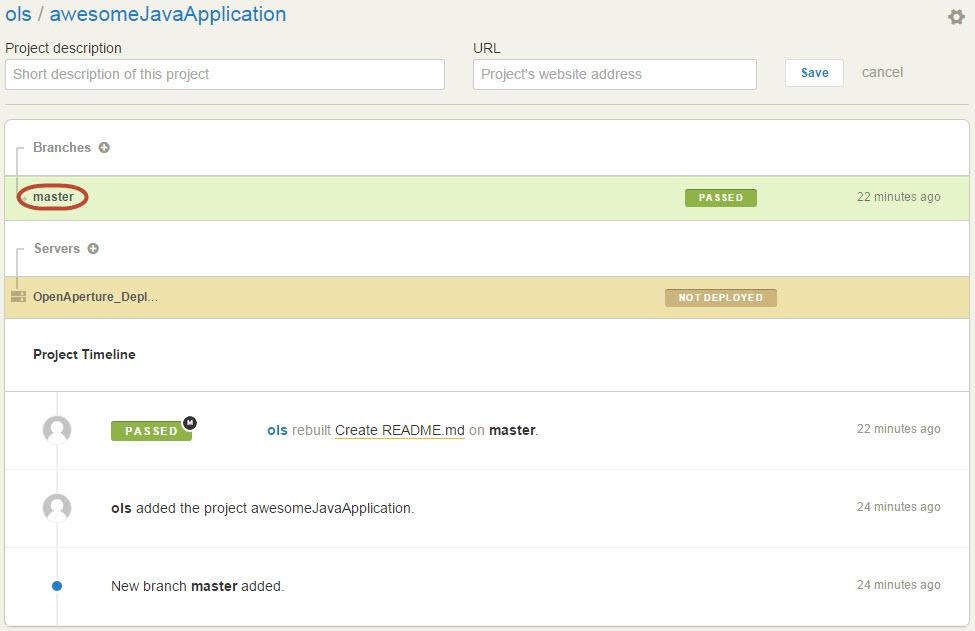 ols / awesomeJavaApplication
Project description
URL
Short description of this project
Project's website address
Save
cancel
Branches
master
PASSED
22 minutes ago
Servers
OpenAperture_Depl...
NOT DEPLOYED
Project Timeline
PASSED
M
ols rebuilt Create README.md on master.
22 minutes ago
ols added the project awesomeJavaApplication.
24 minutes ago
New branch master added.
24 minutes ago